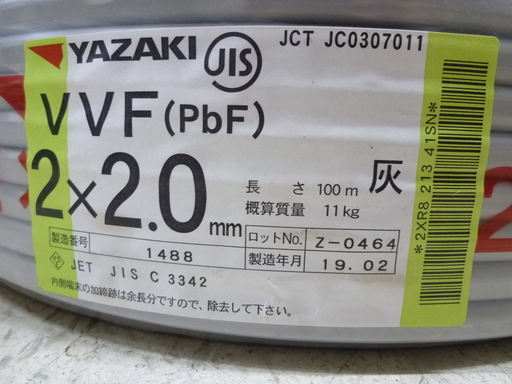 YAZAKI JIS JCT JC0307011
VVF(PbF)
2×2.0mm
長さ 100m 灰
概算質量 11kg
製造番号 1488 ロットNo. Z-0464
製造年月 19.02
JET JIS C 3342
内側端末の加締跡は余長分ですので、除去して下さい。
*2XR8 213 41SN*
2